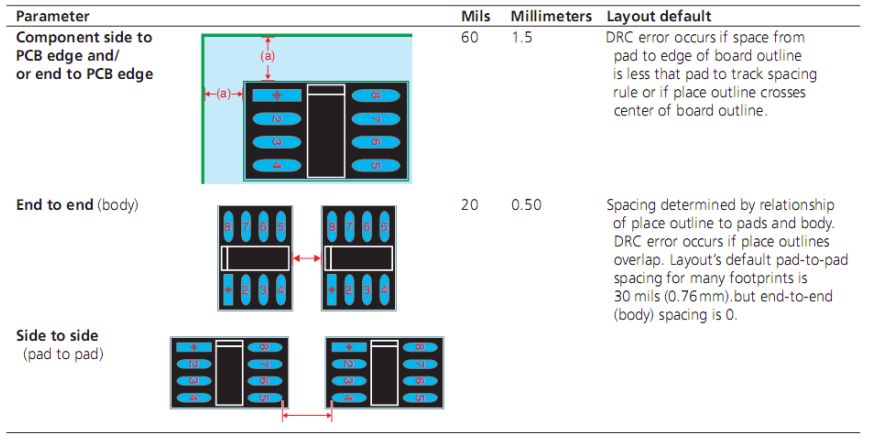 Parameter Mils Millimeters Layout default
Component side to 60 1.5 DRC error occurs if space from
PCB edge and/ pad to edge of board outline
or end to PCB edge is less that pad to track spacing
rule or if place outline crosses
center of board outline.
(a)
(a)
8
2 7
3 6
4 5
End to end (body) 20 0.50 Spacing determined by relationship
of place outline to pads and body.
DRC error occurs if place outlines
overlap. Layout's default pad-to-pad
spacing for many footprints is
30 mils (0.76 mm).but end-to-end
(body) spacing is 0.
8 7 6 5 8 7 6 5
2 3 4 2 3 4
Side to side
(pad to pad)
8 8
2 7 2 7
3 6 3 6
4 5 4 5